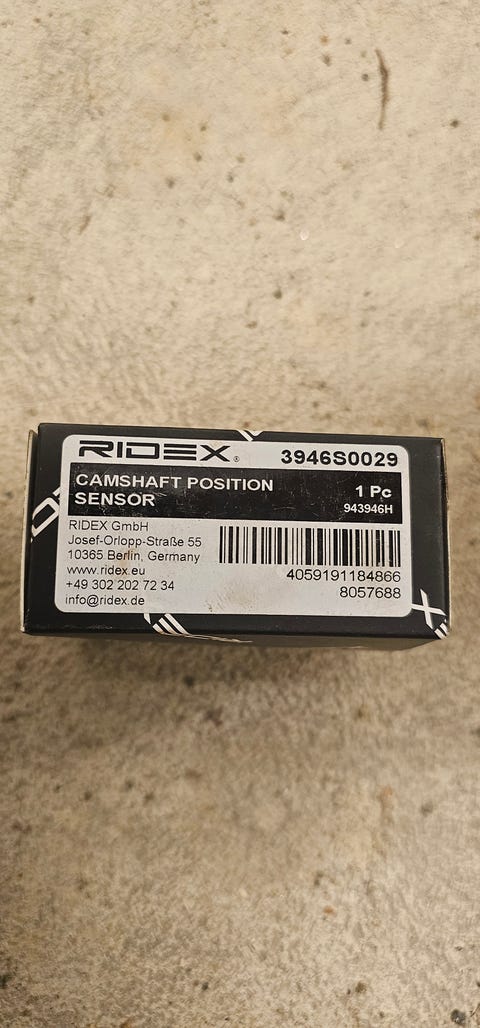 RIDEX® 3946S0029
CAMSHAFT POSITION
SENSOR
1 Pc
943946H
RIDEX GmbH
Josef-Orlopp-Straße 55
10365 Berlin, Germany
www.ridex.eu
+49 302 202 72 34
info@ridex.de
4059191184866
8057688